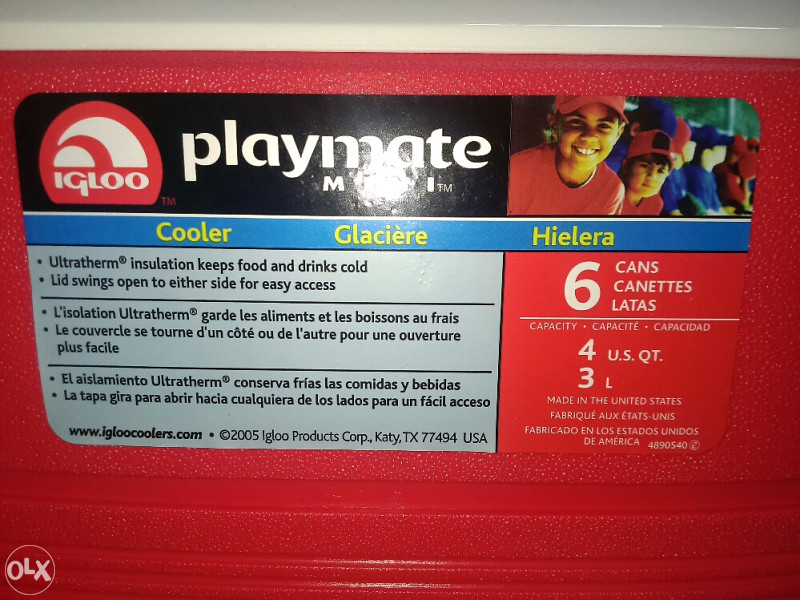 IGLOO
TM
playmate
TM
Cooler Glacière Hielera
• Ultratherm® insulation keeps food and drinks cold
• Lid swings open to either side for easy access
• L'isolation Ultratherm® garde les aliments et les boissons au frais
• Le couvercle se tourne d'un côté ou de l'autre pour une ouverture
plus facile
• El aislamiento Ultratherm® conserva frías las comidas y bebidas
• La tapa gira para abrir hacia cualquiera de los lados para un fácil acceso
www.igloocoolers.com • ©2005 Igloo Products Corp., Katy, TX 77494 USA
6 CANS
CANETTES
LATAS
CAPACITY • CAPACITÉ • CAPACIDAD
4 U.S. QT.
3 L
MADE IN THE UNITED STATES
FABRIQUÉ AUX ÉTATS-UNIS
FABRICADO EN LOS ESTADOS UNIDOS
DE AMÉRICA 4890540 ©
OLX